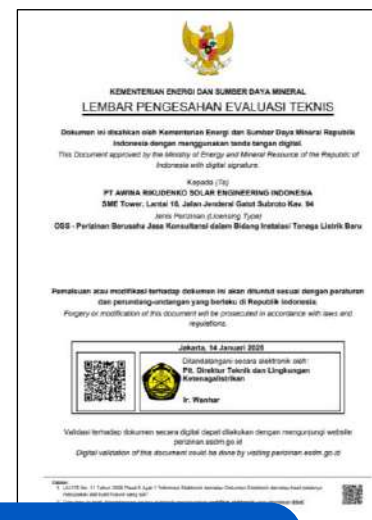 KEMENTERIAN ENERGI DAN SUMBER DAYA MINERAL
LEMBAR PENGESAHAN EVALUASI TEKNIS
Dokumen ini disahkan oleh Kementerian Energi dan Sumber Daya Mineral Republik
Indonesia dengan menggunakan tanda tangan digital.
This Document approved by the Ministry of Energy and Mineral Resource of the Republic of
Indonesia with digital signature.
Kepada (To)
PT AWINA RIKUDENKO SOLAR ENGINEERING INDONESIA
SME Tower, Lantai 10, Jalan Jenderal Gatot Subroto Kav. 94
Jenis Perizinan (Licensing Type)
OSS - Perizinan Berusaha Jasa Konsultansi dalam Bidang Instalasi Tenaga Listrik Baru
Pemalsuan atau modifikasi terhadap dokumen ini akan dituntut sesuai dengan peraturan
dan perundang-undangan yang berlaku di Republik Indonesia.
Forgery or modification of this document will be prosecuted in accordance with laws and
regulations.
Jakarta, 14 Januari 2025
Ditandatangani secara elektronik oleh:
Plt. Direktur Teknik dan Lingkungan
Ketenagalistrikan
Ir. Wanhar
Validasi terhadap dokumen secara digital dapat dilakukan dengan mengunjungi website
perizinan.esdm.go.id
Digital validation of this document could be done by visiting perizinan.esdm.go.id